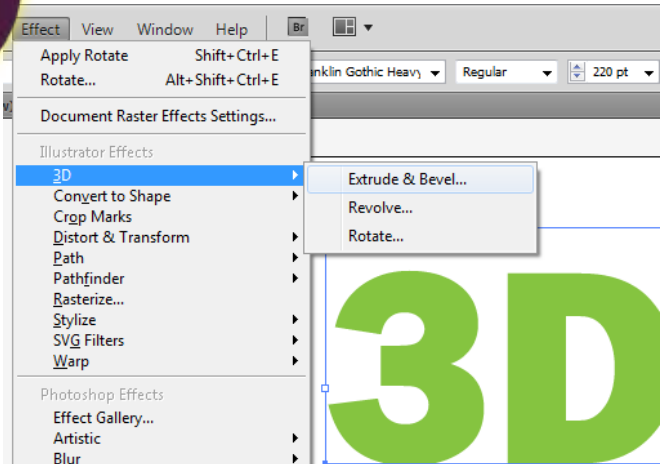 Effect View Window Help Br
Apply Rotate Shift+Ctrl+E
Rotate... Alt+Shift+Ctrl+E
Gothic Heavy Regular 220 pt
Document Raster Effects Settings...
Illustrator Effects
3D
Extrude & Bevel...
Convert to Shape
Revolve...
Crop Marks
Distort & Transform
Rotate...
Path
Pathfinder
Rasterize...
Stylize
SVG Filters
Warp
3D
Photoshop Effects
Effect Gallery...
Artistic
Blur